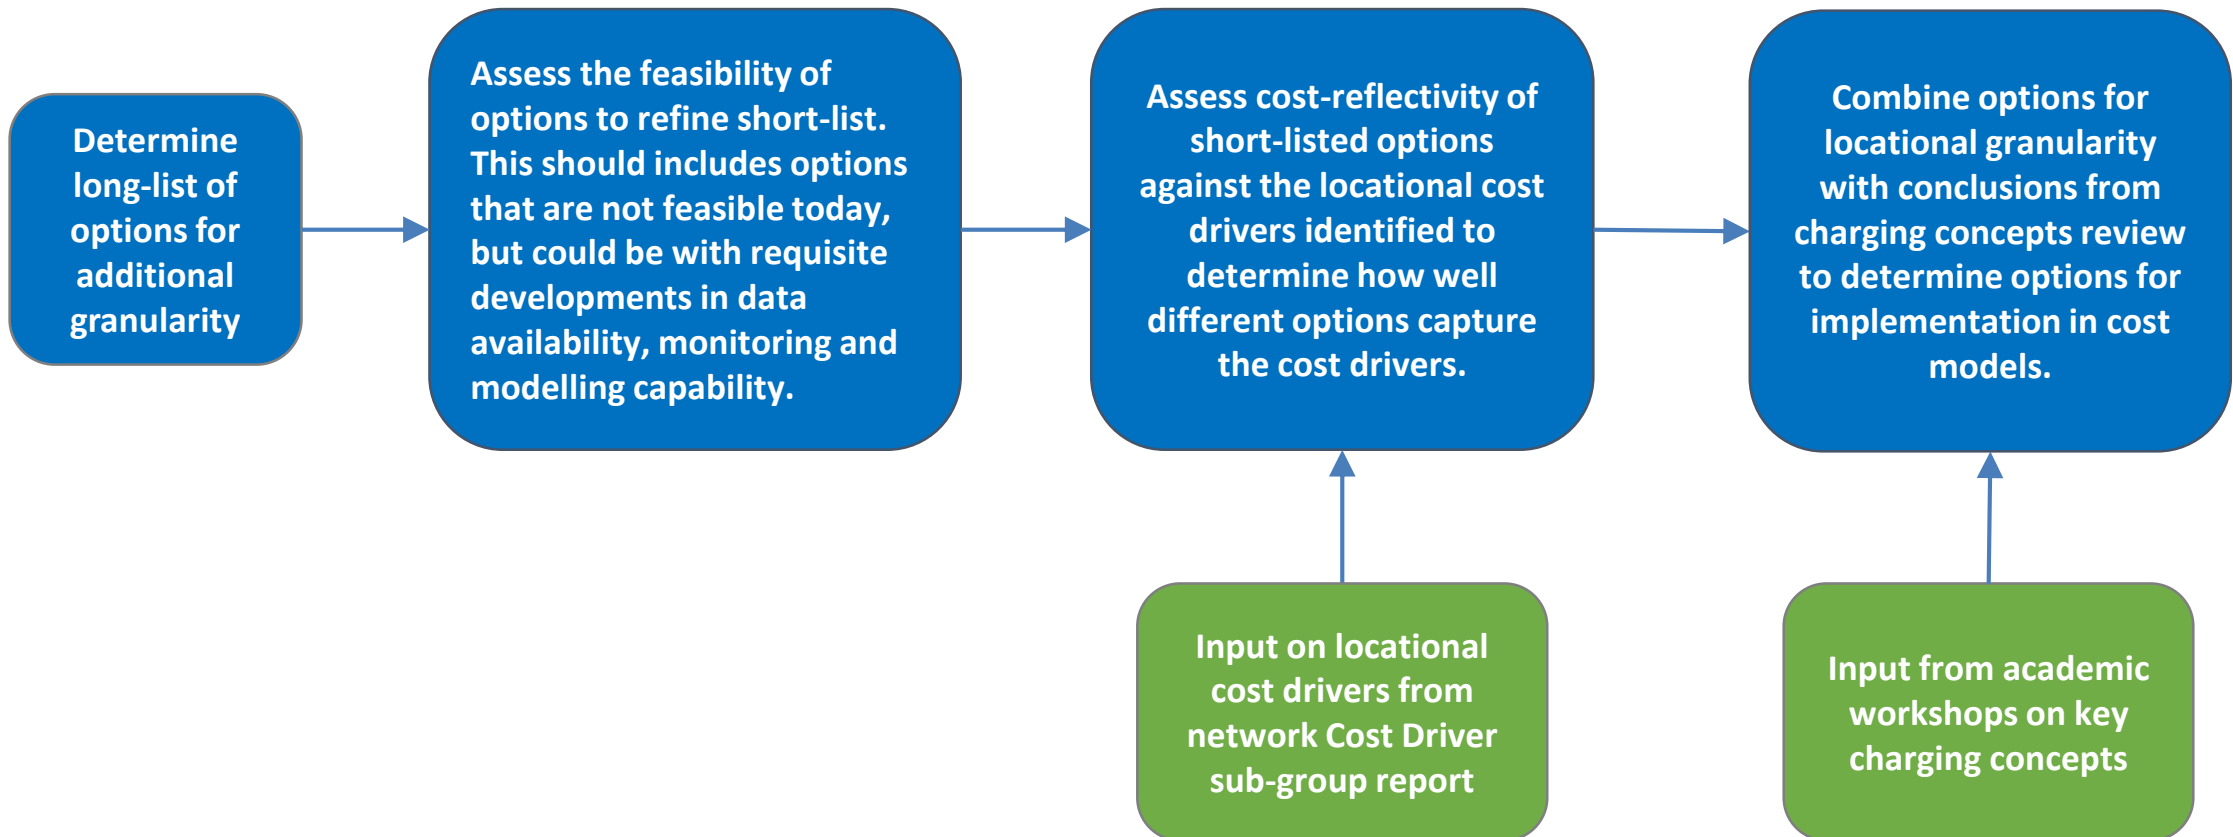 Determine
long-list of
options for
additional
granularity
Assess the feasibility of
options to refine short-list.
This should includes options
that are not feasible today,
but could be with requisite
developments in data
availability, monitoring and
modelling capability.
Assess cost-reflectivity of
short-listed options
against the locational cost
drivers identified to
determine how well
different options capture
the cost drivers.
Combine options for
locational granularity
with conclusions from
charging concepts review
to determine options for
implementation in cost
models.
Input on locational
cost drivers from
network Cost Driver
sub-group report
Input from academic
workshops on key
charging concepts